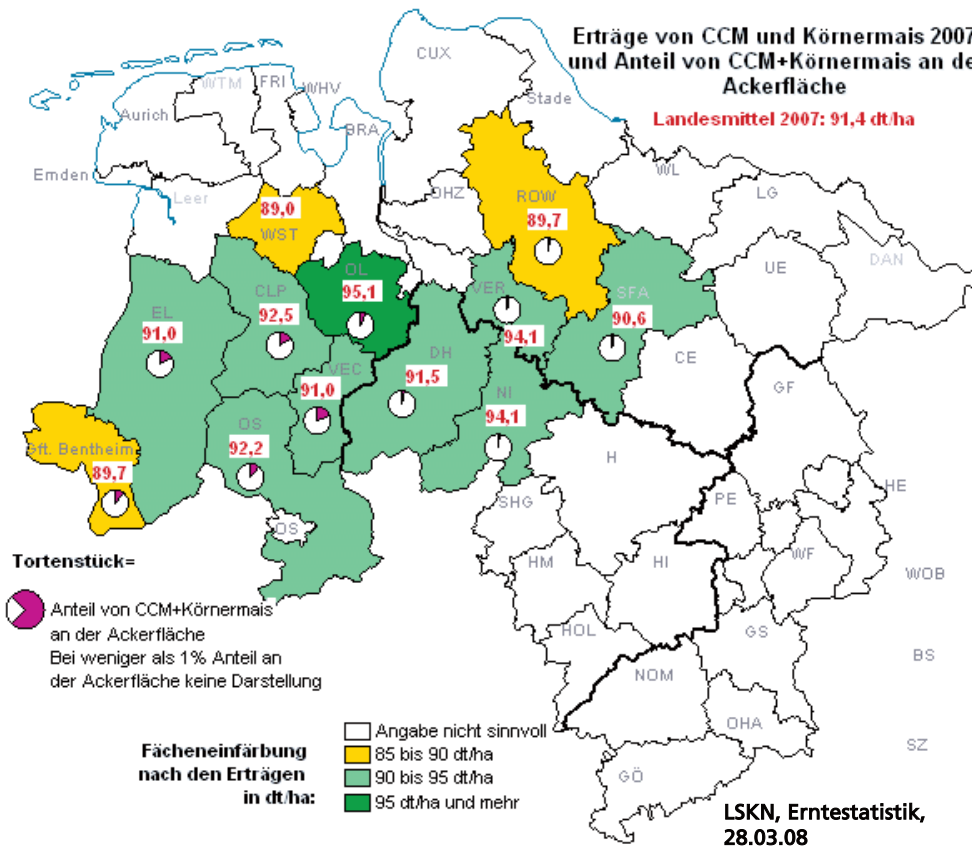 Erträge von CCM und Körnermais 2007
und Anteil von CCM+Körnermais an de
Ackerfläche
Landesmittel 2007: 91,4 dt/ha
CUX
WTM
FRI
WHV
Stade
Aurich
BRA
Emden
Leer
OHZ
ROW
WL
LG
89,0
89,7
WST
DAN
UE
OL
CLP
VER
SFA
EL
95,1
92,5
90,6
91,0
94,1
DH
CE
VEC
91,5
91,0
NI
GF
OS
94,1
92,2
Gft. Bentheim
H
89,7
HE
SHG
PE
OS
WF
HM
HI
WOB
Tortenstück=
Anteil von CCM+Körnermais
an der Ackerfläche
Bei weniger als 1% Anteil an
der Ackerfläche keine Darstellung
HOL
GS
BS
NOM
OHA
SZ
GÖ
Fächeneinfärbung
nach den Erträgen
in dt/ha:
Angabe nicht sinnvoll
85 bis 90 dt/ha
90 bis 95 dt/ha
95 dt/ha und mehr
LSKN, Erntestatistik,
28.03.08